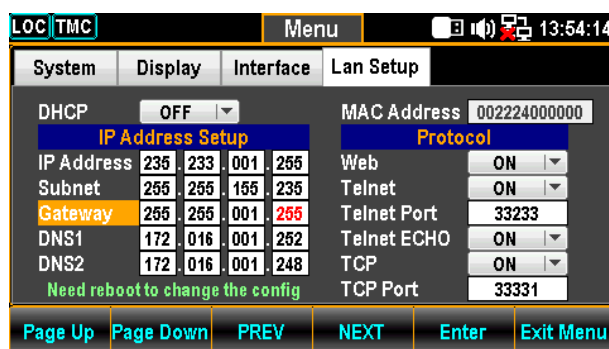 LOC TMC Menu 13:54:14
System Display Interface Lan Setup
DHCP OFF MAC Address 002224000000
IP Address Setup Protocol
IP Address 235 . 233 . 001 . 255 Web ON
Subnet 255 . 255 . 155 . 235 Telnet ON
Gateway 255 . 255 . 001 . 255 Telnet Port 33233
DNS1 172 . 016 . 001 . 252 Telnet ECHO ON
DNS2 172 . 016 . 001 . 248 TCP ON
Need reboot to change the config TCP Port 33331
Page Up Page Down PREV NEXT Enter Exit Menu